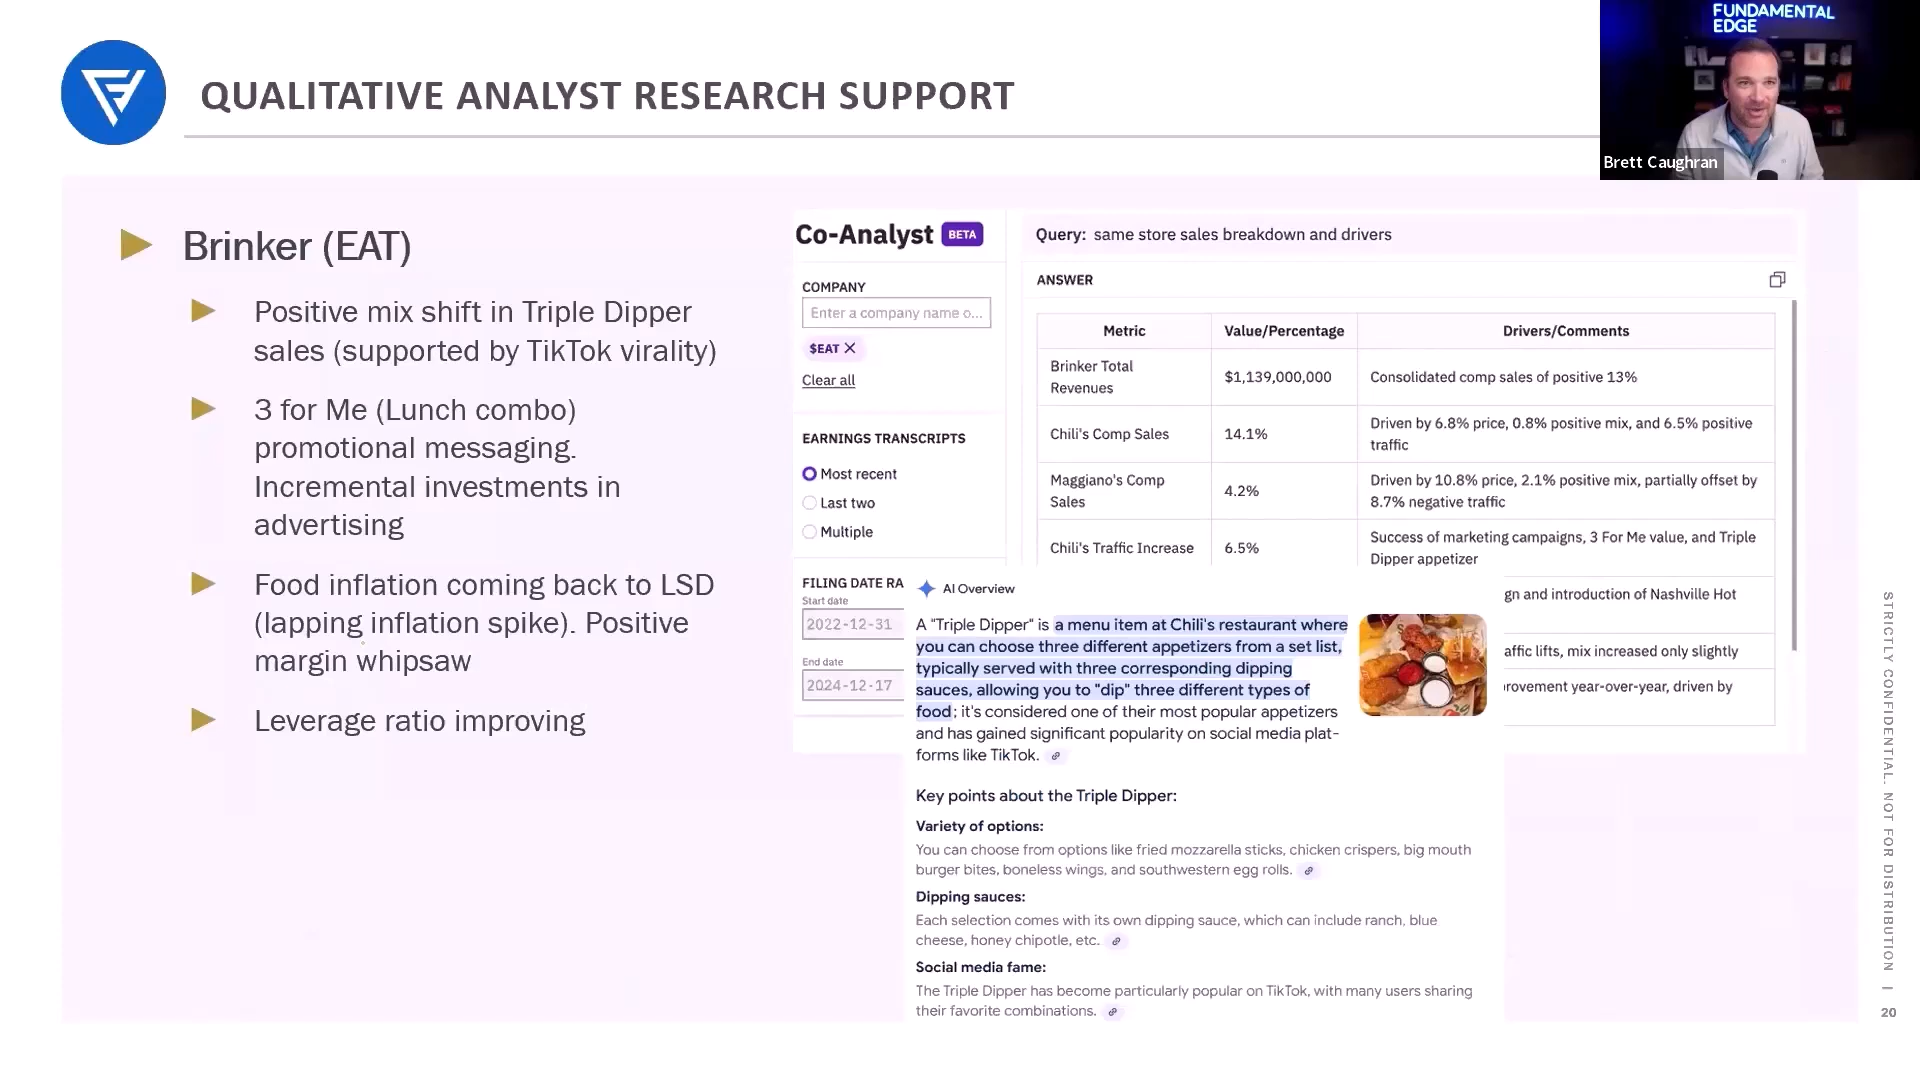 FUNDAMENTAL
EDGE
Brett Caughran
QUALITATIVE ANALYST RESEARCH SUPPORT
Brinker (EAT)
Positive mix shift in Triple Dipper
sales (supported by TikTok virality)
3 for Me (Lunch combo)
promotional messaging.
Incremental investments in
advertising
Food inflation coming back to LSD
(lapping inflation spike). Positive
margin whipsaw
Leverage ratio improving
Co-Analyst BETA
COMPANY
Enter a company name o...
$EAT
Clear all
EARNINGS TRANSCRIPTS
Most recent
Last two
Multiple
FILING DATE RA
Start date
2022-12-31
End date
2024-12-17
Query: same store sales breakdown and drivers
ANSWER
Metric Value/Percentage Drivers/Comments
Brinker Total
Revenues
$1,139,000,000
Consolidated comp sales of positive 13%
Chili's Comp Sales
14.1%
Driven by 6.8% price, 0.8% positive mix, and 6.5% positive
traffic
Maggiano's Comp
Sales
4.2%
Driven by 10.8% price, 2.1% positive mix, partially offset by
8.7% negative traffic
Chili's Traffic Increase
6.5%
Success of marketing campaigns, 3 For Me value, and Triple
Dipper appetizer
gn and introduction of Nashville Hot
affic lifts, mix increased only slightly
rovement year-over-year, driven by
AI Overview
A "Triple Dipper" is a menu item at Chili's restaurant where
you can choose three different appetizers from a set list,
typically served with three corresponding dipping
sauces, allowing you to "dip" three different types of
food; it's considered one of their most popular appetizers
and has gained significant popularity on social media plat-
forms like TikTok.
Key points about the Triple Dipper:
Variety of options:
You can choose from options like fried mozzarella sticks, chicken crispers, big mouth
burger bites, boneless wings, and southwestern egg rolls.
Dipping sauces:
Each selection comes with its own dipping sauce, which can include ranch, blue
cheese, honey chipotle, etc.
Social media fame:
The Triple Dipper has become particularly popular on TikTok, with many users sharing
their favorite combinations.
STRICTLY CONFIDENTIAL. NOT FOR DISTRIBUTION |
20